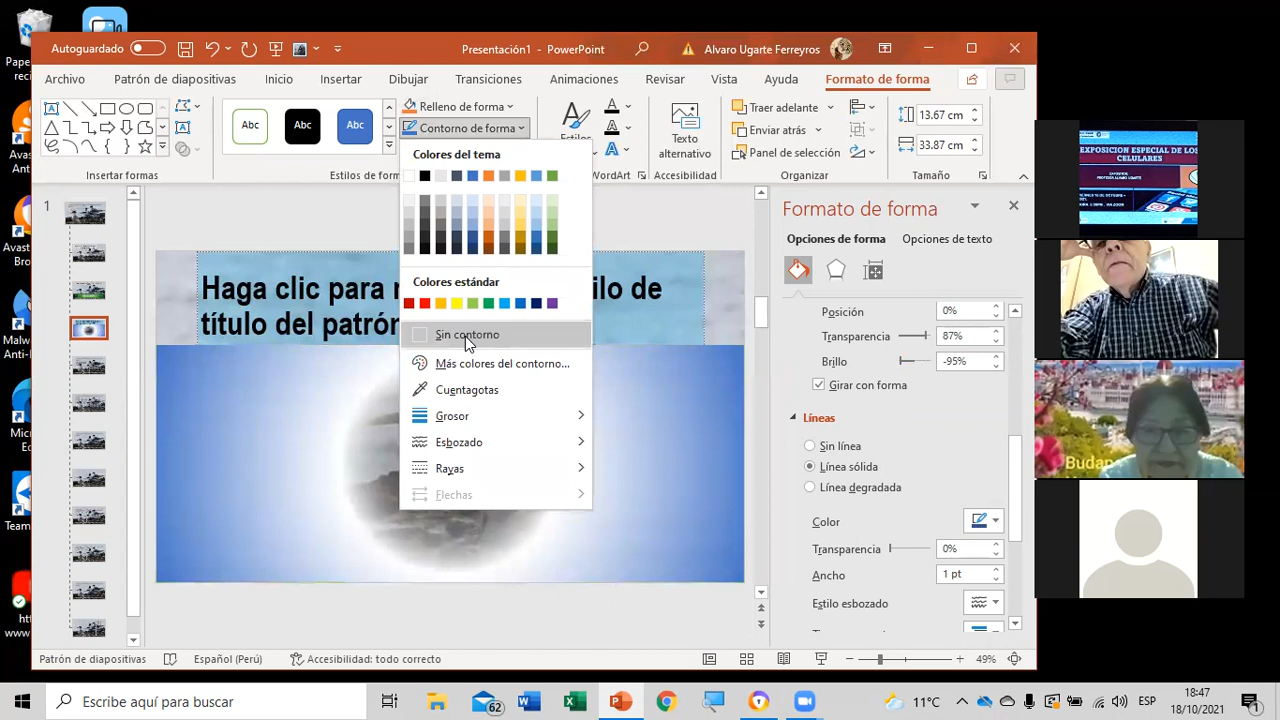 Autoguardado
Presentación1 - PowerPoint
Alvaro Ugarte Ferreyros
Archivo
Patrón de diapositivas
Inicio
Insertar
Dibujar
Transiciones
Animaciones
Revisar
Vista
Ayuda
Formato de forma
Abc
Abc
Abc
Relleno de forma
Contorno de forma
Texto
alternativo
Traer adelante
Enviar atrás
Panel de selección
13.67 cm
33.87 cm
Insertar formas
WordArt
Accesibilidad
Organizar
Tamaño
Colores del tema
Colores estándar
Sin contorno
Más colores del contorno...
Cuentagotas
Grosor
Esbozado
Rayas
Flechas
1
Haga clic para
título del patrón
Formato de forma
Opciones de forma
Opciones de texto
Posición
0%
Transparencia
87%
Brillo
-95%
Girar con forma
Líneas
Sin línea
Línea sólida
Línea degradada
Color
Transparencia
0%
Ancho
1 pt
Estilo esbozado
EXPOSICION ESPECIAL DE LOS
CELULARES
Patrón de diapositivas
Español (Perú)
Accesibilidad: todo correcto
49%
Escribe aquí para buscar
62
11°C
ESP
18:47
18/10/2021
1